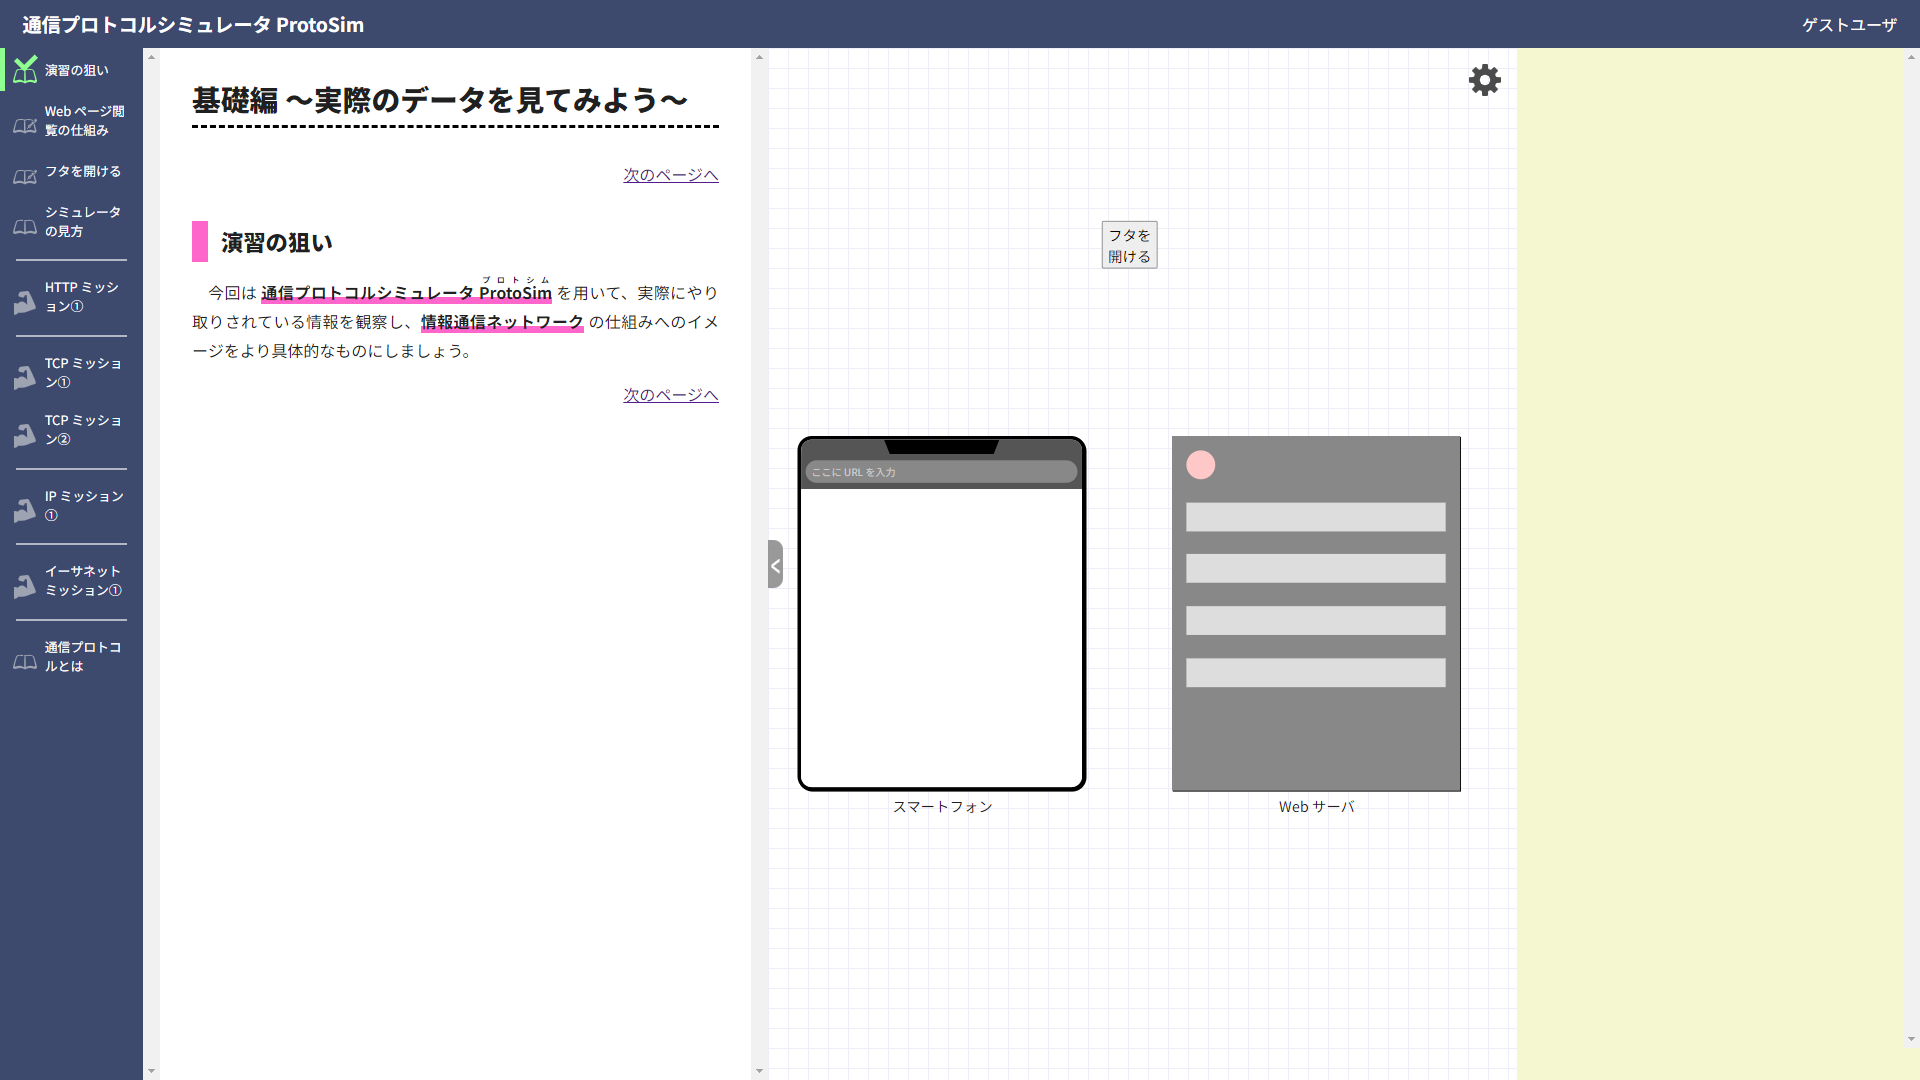 通信プロトコルシミュレータ ProtoSim
ゲストユーザ
演習の狙い
Web ページ閲
覧の仕組み
フタを開ける
シミュレータ
の見方
HTTP ミッシ
ョン①
TCP ミッショ
ン①
TCP ミッショ
ン②
IP ミッション
①
イーサネット
ミッション①
通信プロトコ
ルとは
基礎編 〜実際のデータを見てみよう〜
次のページへ
演習の狙い
プロトシム
今回は 通信プロトコルシミュレータ ProtoSim を用いて、実際にやり
取りされている情報を観察し、情報通信ネットワーク の仕組みへのイメ
ージをより具体的なものにしましょう。
次のページへ
フタを
開ける
ここに URL を入力
スマートフォン
Web サーバ